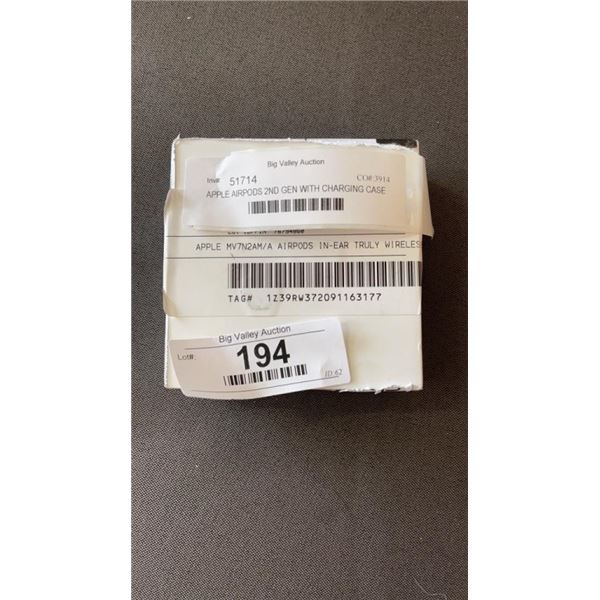 Big Valley Auction
Inv#: 51714 CO#:3914
APPLE AIRPODS 2ND GEN WITH CHARGING CASE
APPLE MV7N2AM/A AIRPODS IN-EAR TRULY WIRELES
TAG# 1Z39RW372091163177
Big Valley Auction
Lot#: 194
ID 62